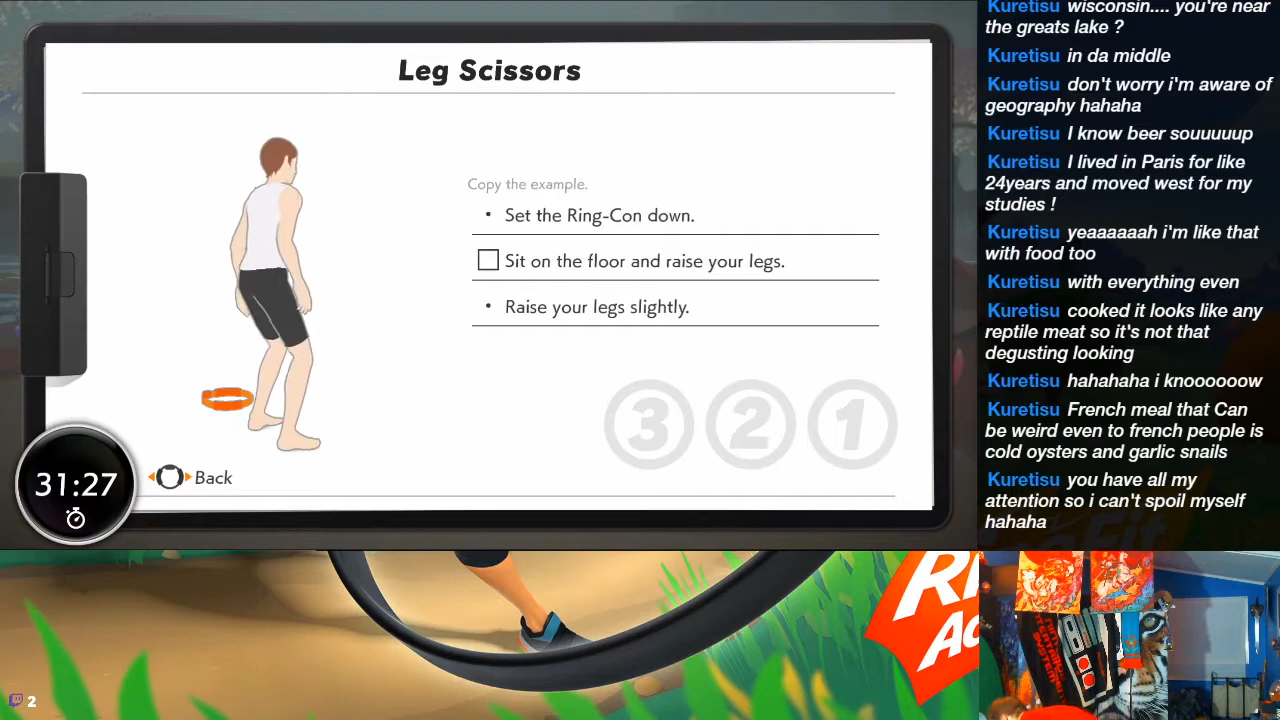 Leg Scissors
Copy the example.
• Set the Ring-Con down.
Sit on the floor and raise your legs.
• Raise your legs slightly.
3 2 1
Back
31:27
2
Kuretisu wisconsin.... you're near
the greats lake ?
Kuretisu in da middle
Kuretisu don't worry i'm aware of
geography hahaha
Kuretisu I know beer souuuuup
Kuretisu I lived in Paris for like
24years and moved west for my
studies !
Kuretisu yeaaaaaah i'm like that
with food too
Kuretisu with everything even
Kuretisu cooked it looks like any
reptile meat so it's not that
degusting looking
Kuretisu hahahaha i knoooooow
Kuretisu French meal that Can
be weird even to french people is
cold oysters and garlic snails
Kuretisu you have all my
attention so i can't spoil myself
hahaha